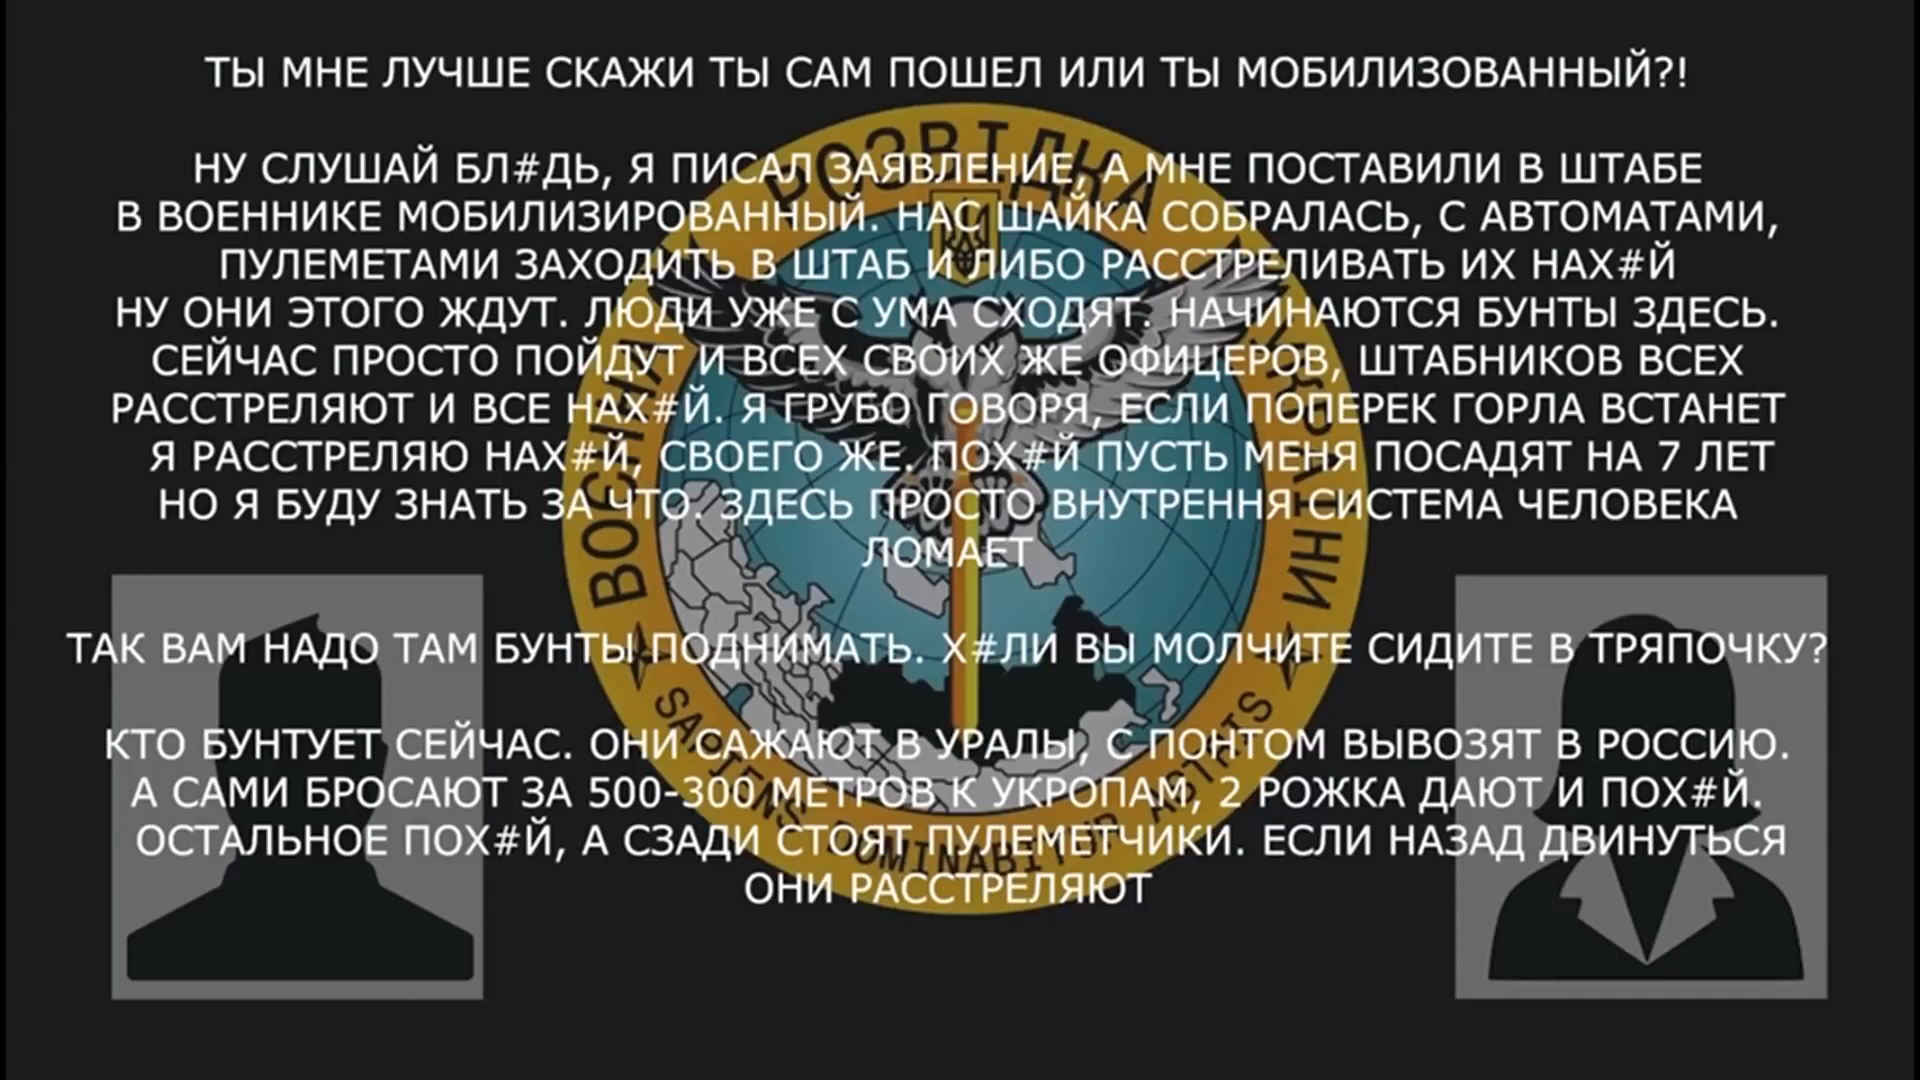 ТЫ МНЕ ЛУЧШЕ СКАЖИ ТЫ САМ ПОШЕЛ ИЛИ ТЫ МОБИЛИЗОВАННЫЙ?!
НУ СЛУШАЙ БЛ#ДЬ, Я ПИСАЛ ЗАЯВЛЕНИЕ, А МНЕ ПОСТАВИЛИ В ШТАБЕ
В ВОЕННИКЕ МОБИЛИЗИРОВАННЫЙ. НАС ШАЙКА СОБРАЛАСЬ, С АВТОМАТАМИ,
ПУЛЕМЕТАМИ ЗАХОДИТЬ В ШТАБ И ЛИБО РАССТРЕЛИВАТЬ ИХ НАХ#Й
НУ ОНИ ЭТОГО ЖДУТ. ЛЮДИ УЖЕ С УМА СХОДЯТ. НАЧИНАЮТСЯ БУНТЫ ЗДЕСЬ.
СЕЙЧАС ПРОСТО ПОЙДУТ И ВСЕХ СВОИХ ЖЕ ОФИЦЕРОВ, ШТАБНИКОВ ВСЕХ
РАССТРЕЛЯЮТ И ВСЕ НАХ#Й. Я ГРУБО ГОВОРЯ, ЕСЛИ ПОПЕРЕК ГОРЛА ВСТАНЕТ
Я РАССТРЕЛЯЮ НАХ#Й, СВОЕГО ЖЕ. ПОХ#Й ПУСТЬ МЕНЯ ПОСАДЯТ НА 7 ЛЕТ
НО Я БУДУ ЗНАТЬ ЗА ЧТО. ЗДЕСЬ ПРОСТО ВНУТРЕННЯ СИСТЕМА ЧЕЛОВЕКА
ЛОМАЕТ
ТАК ВАМ НАДО ТАМ БУНТЫ ПОДНИМАТЬ. Х#ЛИ ВЫ МОЛЧИТЕ СИДИТЕ В ТРЯПОЧКУ?
КТО БУНТУЕТ СЕЙЧАС. ОНИ САЖАЮТ В УРАЛЫ, С ПОНТОМ ВЫВОЗЯТ В РОССИЮ.
А САМИ БРОСАЮТ ЗА 500-300 МЕТРОВ К УКРОПАМ, 2 РОЖКА ДАЮТ И ПОХ#Й.
ОСТАЛЬНОЕ ПОХ#Й, А СЗАДИ СТОЯТ ПУЛЕМЕТЧИКИ. ЕСЛИ НАЗАД ДВИНУТЬСЯ
ОНИ РАССТРЕЛЯЮТ
ВОЄННА РОЗВІДКА УКРАЇНИ
SAPIENS DOMINABITUR ASTRIS